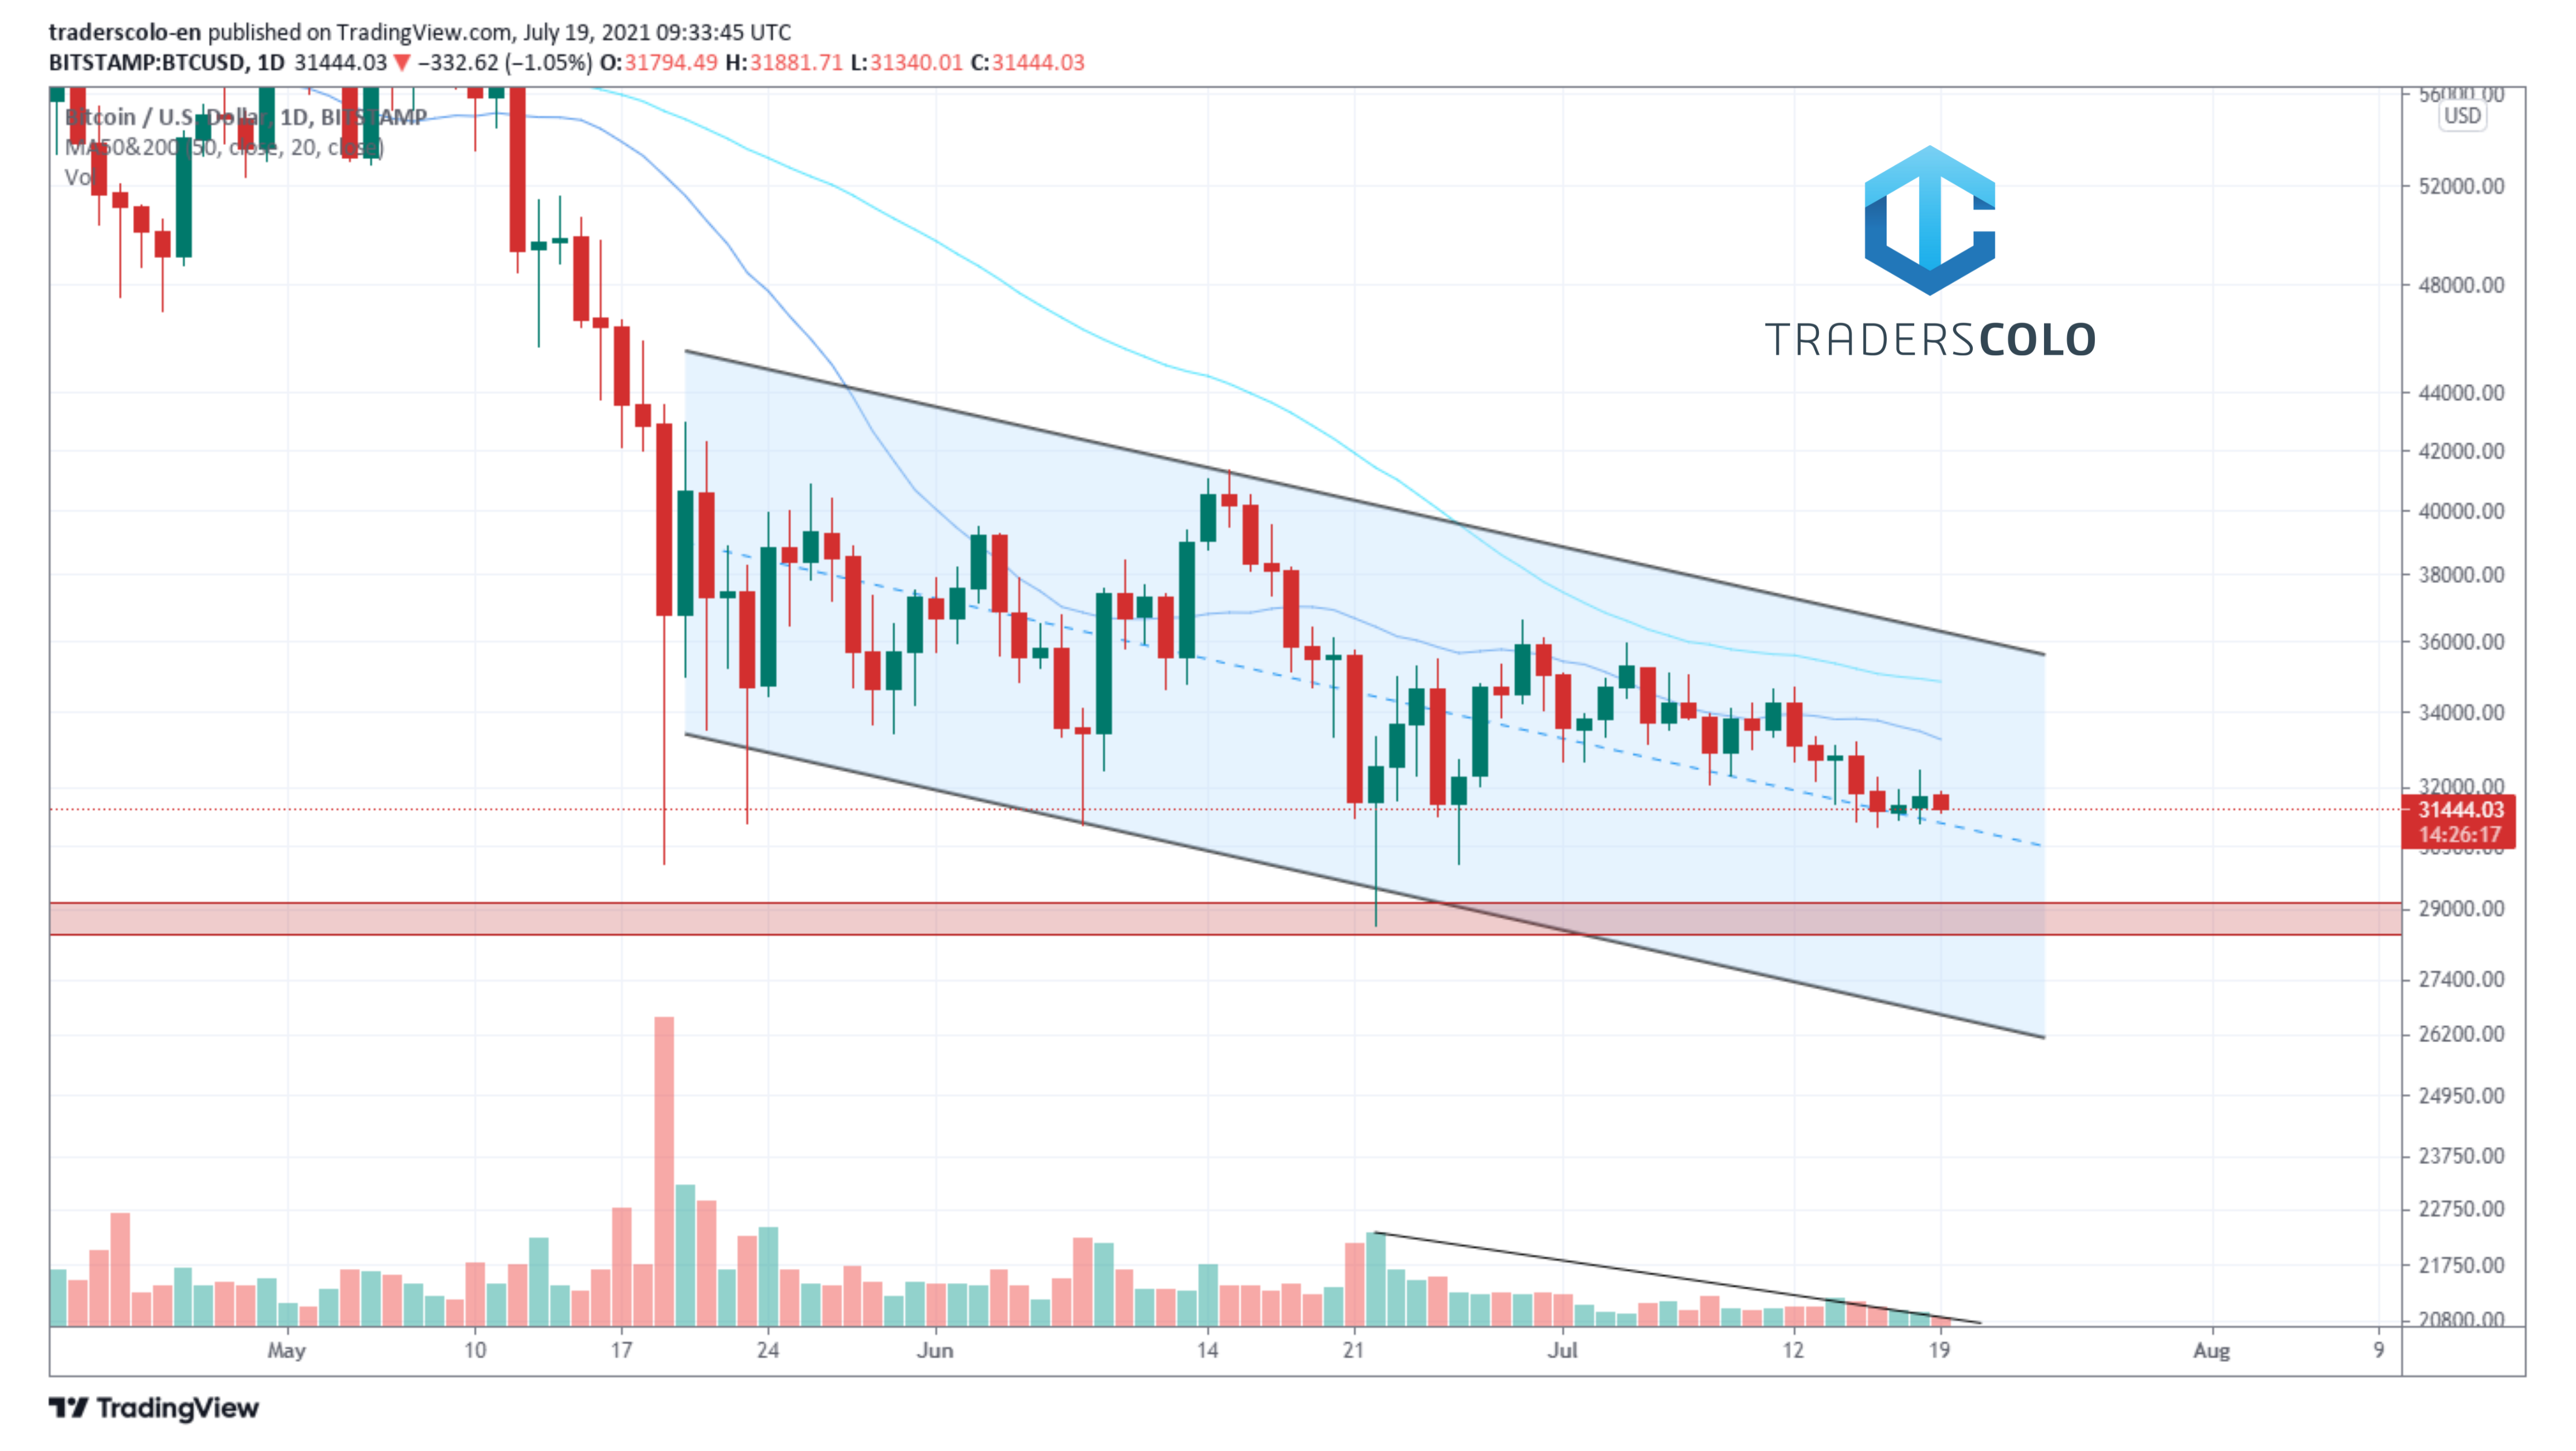 traderscolo-en published on TradingView.com, July 19, 2021 09:33:45 UTC
BITSTAMP:BTCUSD, 1D 31444.03 ▼ −332.62 (−1.05%) O:31794.49 H:31881.71 L:31340.01 C:31444.03
Bitcoin / U.S. Dollar, 1D, BITSTAMP
MA50&200 (50, close, 20, close)
Vol
TRADERSCOLO
56000.00
USD
52000.00
48000.00
44000.00
42000.00
40000.00
38000.00
36000.00
34000.00
32000.00
31444.03
14:26:17
29000.00
27400.00
26200.00
24950.00
23750.00
22750.00
21750.00
20800.00
May 10 17 24 Jun 14 21 Jul 12 19 Aug 9
TradingView